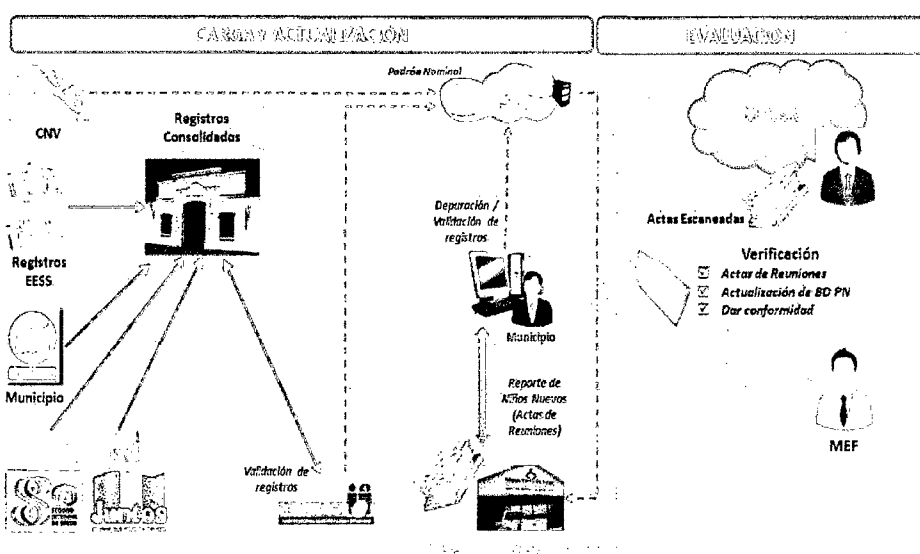 CARGA Y ACTUALIZACIÓN
EVALUACION
Padrón Nominal
CNV
Registros
Consolidados
Registros
EESS
Municipio
Validación de
registros
Depuración /
Validación de
registros
Municipio
Reporte de
Niños Nuevos
(Actas de
Reuniones)
Juntos
Actas Escaneadas
Verificación
Actas de Reuniones
Actualización de BD PN
Dar conformidad
MEF